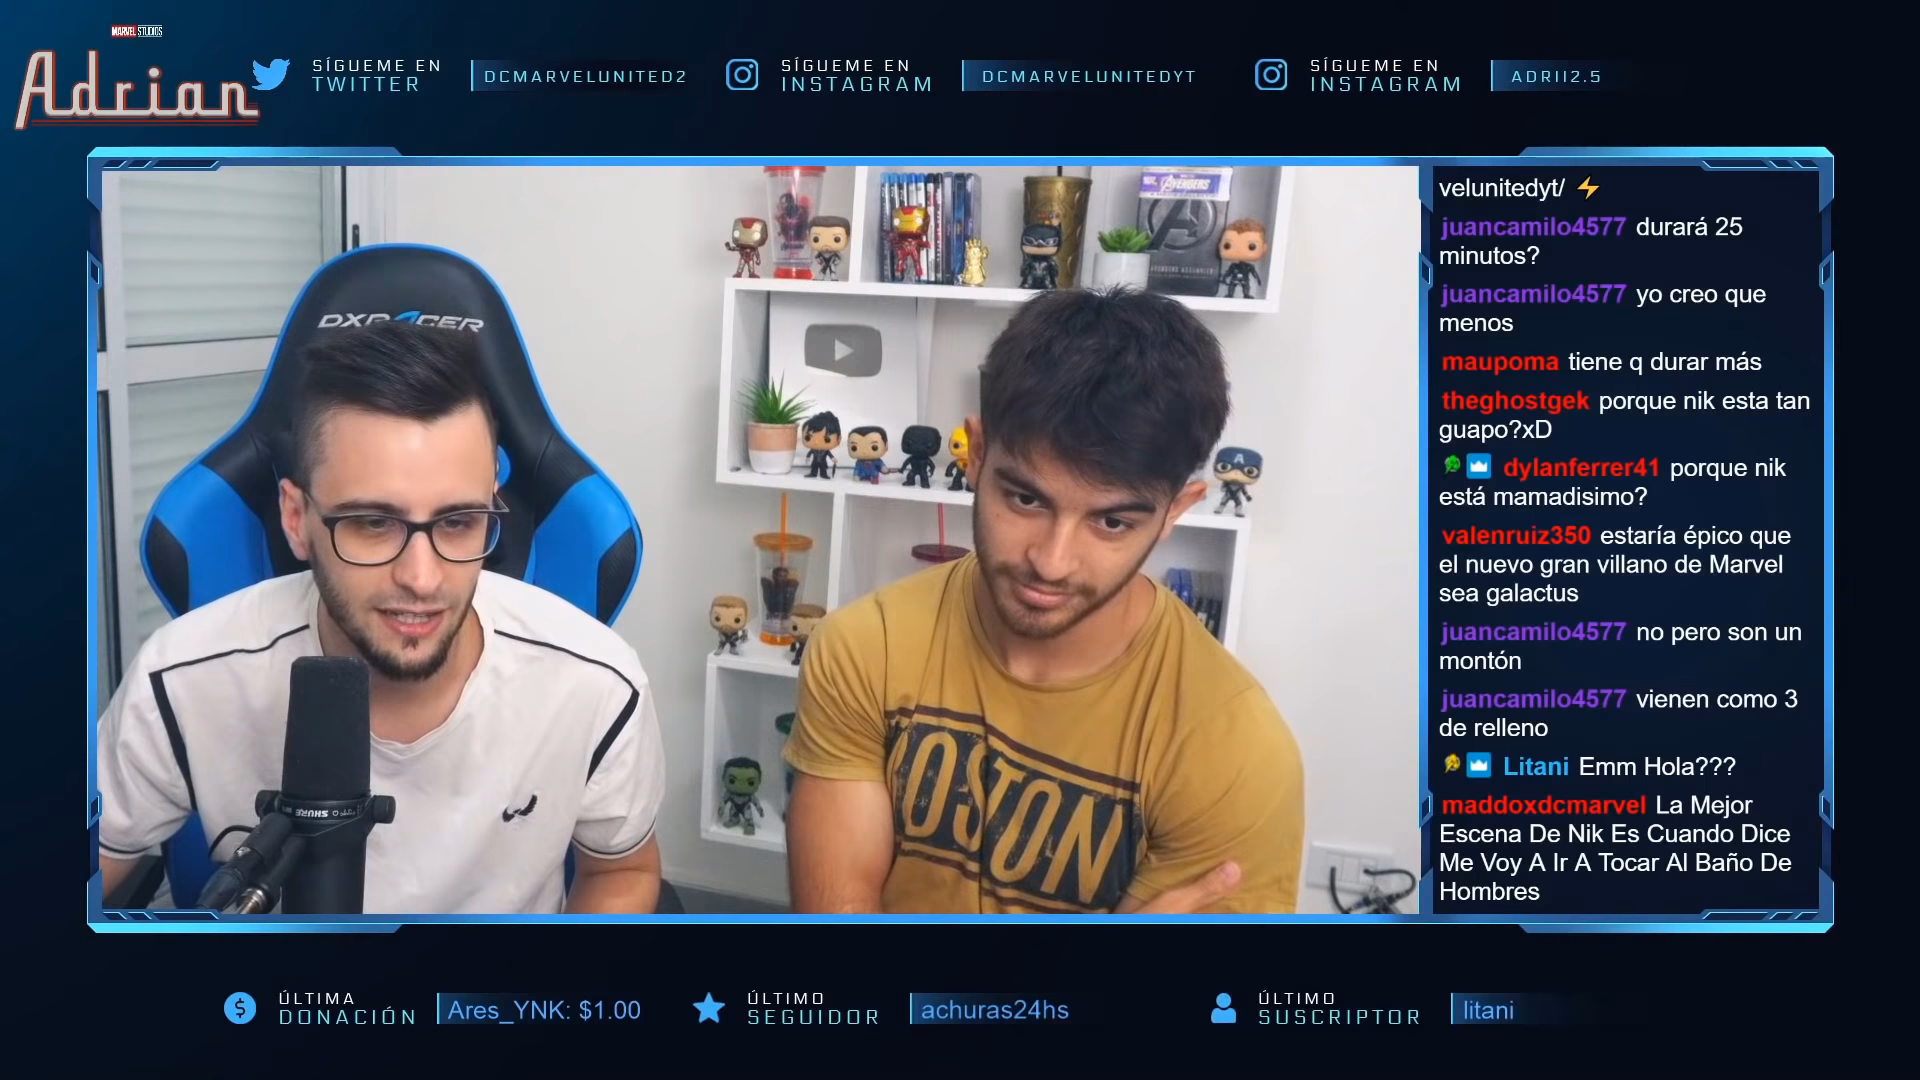 MARVEL STUDIOS
Adrian
SÍGUEME EN
TWITTER
DCMARVELUNITED2
SÍGUEME EN
INSTAGRAM
DCMARVELUNITEDYT
SÍGUEME EN
INSTAGRAM
ADRII2.5
DXRACER
AVENGERS
SHURE
BOSTON
velunitedyt/ ⚡
juancamilo4577 durará 25
minutos?
juancamilo4577 yo creo que
menos
maupoma tiene q durar más
theghostgek porque nik esta tan
guapo?xD
dylanferrer41 porque nik
está mamadisimo?
valenruiz350 estaría épico que
el nuevo gran villano de Marvel
sea galactus
juancamilo4577 no pero son un
montón
juancamilo4577 vienen como 3
de relleno
Litani Emm Hola???
maddoxdcmarvel La Mejor
Escena De Nik Es Cuando Dice
Me Voy A Ir A Tocar Al Baño De
Hombres
ÚLTIMA
DONACIÓN
Ares_YNK: $1.00
ÚLTIMO
SEGUIDOR
achuras24hs
ÚLTIMO
SUSCRIPTOR
litani